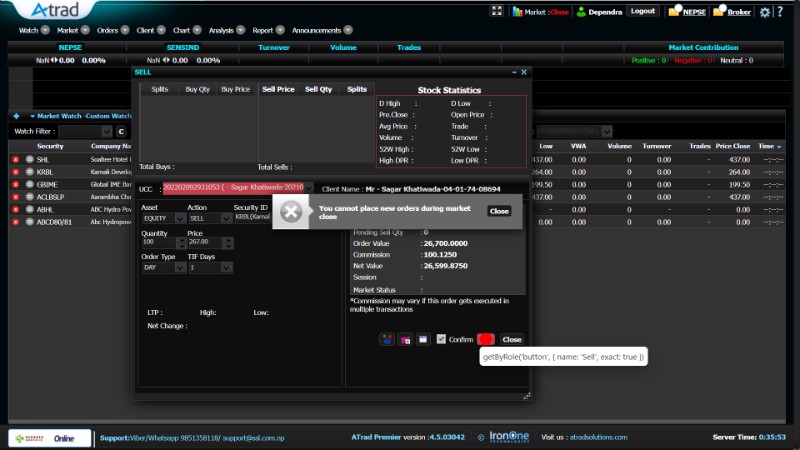 Atrad
Market :Close Dependra Logout NEPSE Broker ?
Watch Market Orders Client Chart Analysis Report Announcements
NEPSE SENSIND Turnover Volume Trades Market Contribution
NaN 0.00 0.00% NaN 0.00 0.00% Positive : 0 Negative : 0 Neutral : 0
SELL
Splits Buy Qty Buy Price Sell Price Sell Qty Splits Stock Statistics
D High : D Low :
Pre.Close : Open Price :
Avg Price : Trade :
Volume : Turnover :
52W High : 52W Low :
High DPR : Low DPR :
Total Buys : Total Sells :
Market Watch -Custom Watch
Watch Filter : C
Security Company Na Low VWA Volume Turnover Trades Price Close Time
SHL Soaltee Hotel 437.00 0.00 0 0.00 - 437.00 --:--:--
KRBL Karnali Develo 264.00 0.00 0 0.00 - 264.00 --:--:--
GBIME Global IME Ban 199.50 0.00 0 0.00 - 199.50 --:--:--
ACLBSLP Aarambha Cho 437.00 0.00 0 0.00 - 437.00 --:--:--
ABHL ABC Hydro Pow 0.00 0 0.00 - 0.00 --:--:--
ABCD80/81 Abc Hydropow 0.00 0 0.00 - 0.00 --:--:--
UCC : 202202092931053 ( - Sagar Khatiwada-20210 Client Name : Mr - Sagar Khatiwada-04-01-74-08694
Asset Action Security ID
EQUITY SELL KRBL(Karnal
You cannot place new orders during market
close
Close
Quantity Price
100 267.00
Order Type TIF Days
DAY 1
Pending Sell Qty : 0
Order Value : 26,700.0000
Commission : 100.1250
Net Value : 26,599.8750
Session :
Market Status :
*Commission may vary if this order gets executed in
multiple transactions
LTP : High: Low:
Net Change :
Confirm Close
getByRole('button', { name: 'Sell', exact: true })
Online Support:Viber/Whatsapp 9851358118/ support@ssl.com.np ATrad Premier version :4.5.03042 © IronOne TECHNOLOGIES Visit us : atradsolutions.com Server Time: 0:35:53